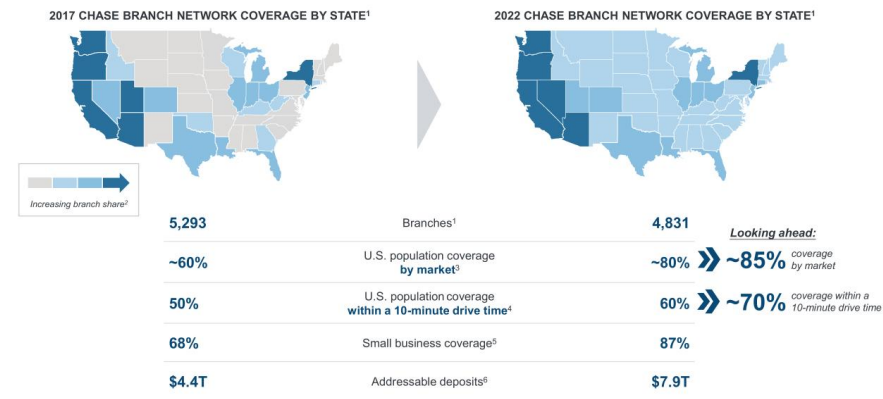 2017 CHASE BRANCH NETWORK COVERAGE BY STATE¹
2022 CHASE BRANCH NETWORK COVERAGE BY STATE¹
Increasing branch share²
5,293 Branches¹ 4,831
Looking ahead:
~60% U.S. population coverage by market³ ~80% ~85% coverage by market
50% U.S. population coverage within a 10-minute drive time⁴ 60% ~70% coverage within a 10-minute drive time
68% Small business coverage⁵ 87%
$4.4T Addressable deposits⁶ $7.9T